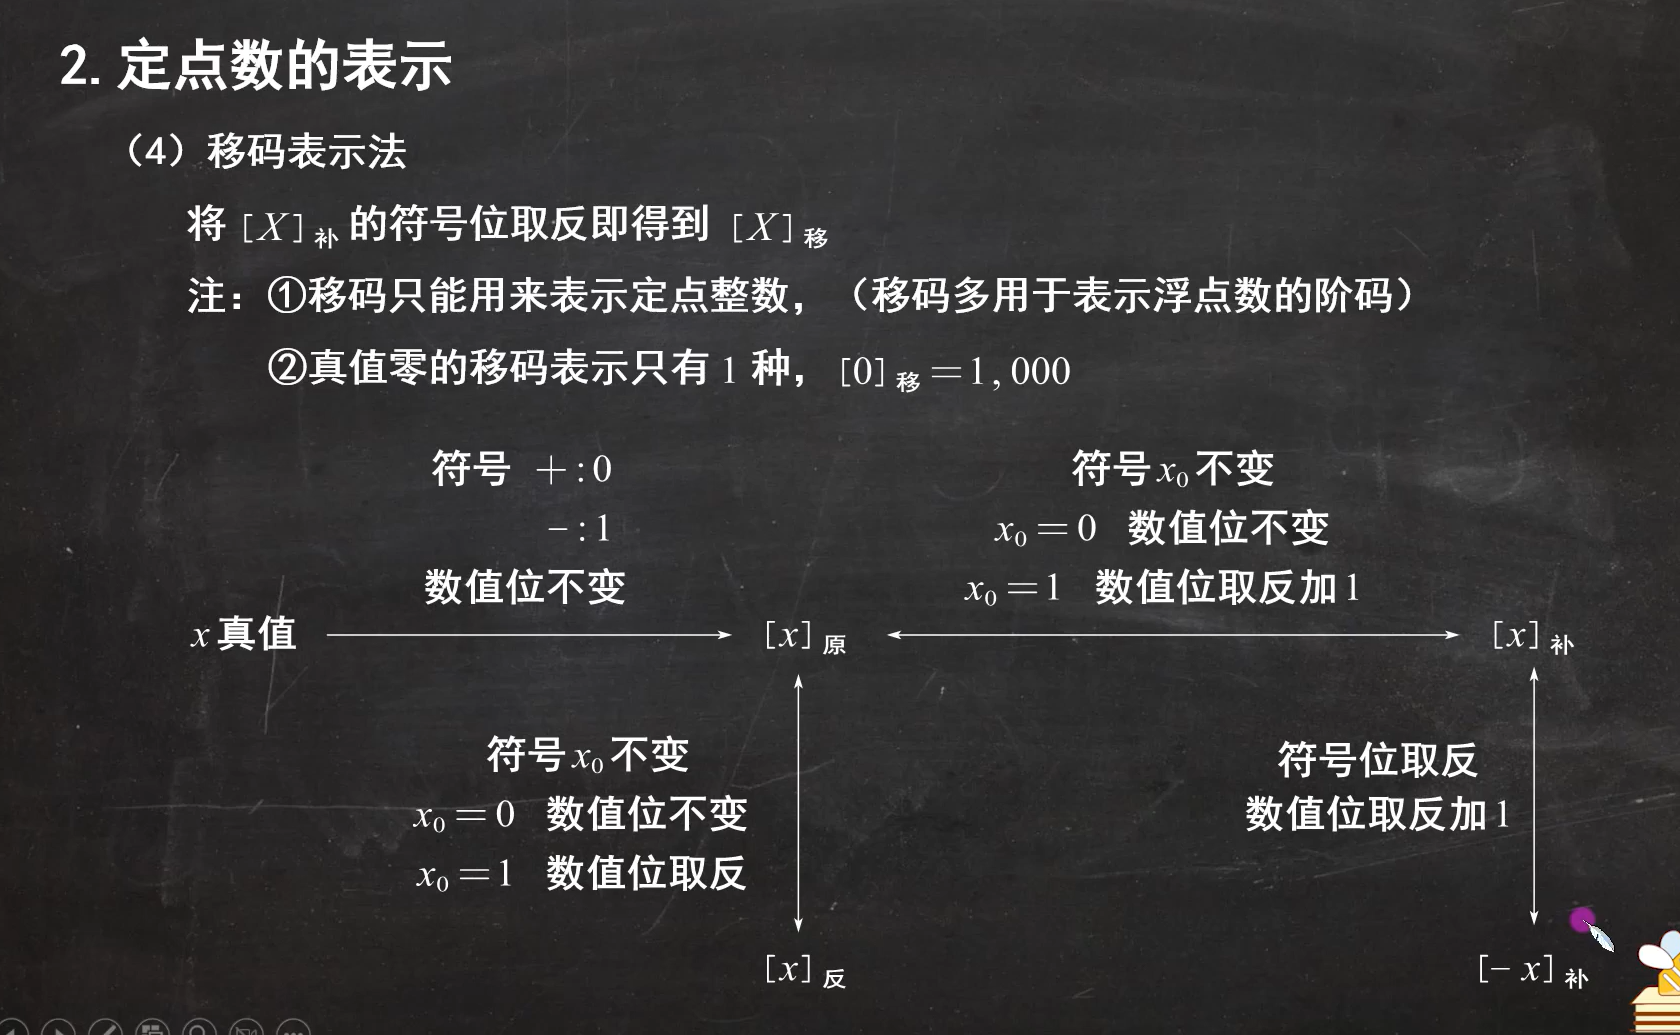 2. 定点数的表示
（4）移码表示法
将 [X]补 的符号位取反即得到 [X]移
注：①移码只能用来表示定点整数，（移码多用于表示浮点数的阶码）
②真值零的移码表示只有 1 种，[0]移 = 1,000
符号 +:0
-:1
数值位不变
符号 x₀ 不变
x₀ = 0 数值位不变
x₀ = 1 数值位取反加 1
x 真值
[x]原
[x]补
符号 x₀ 不变
x₀ = 0 数值位不变
x₀ = 1 数值位取反
符号位取反
数值位取反加 1
[x]反
[- x]补